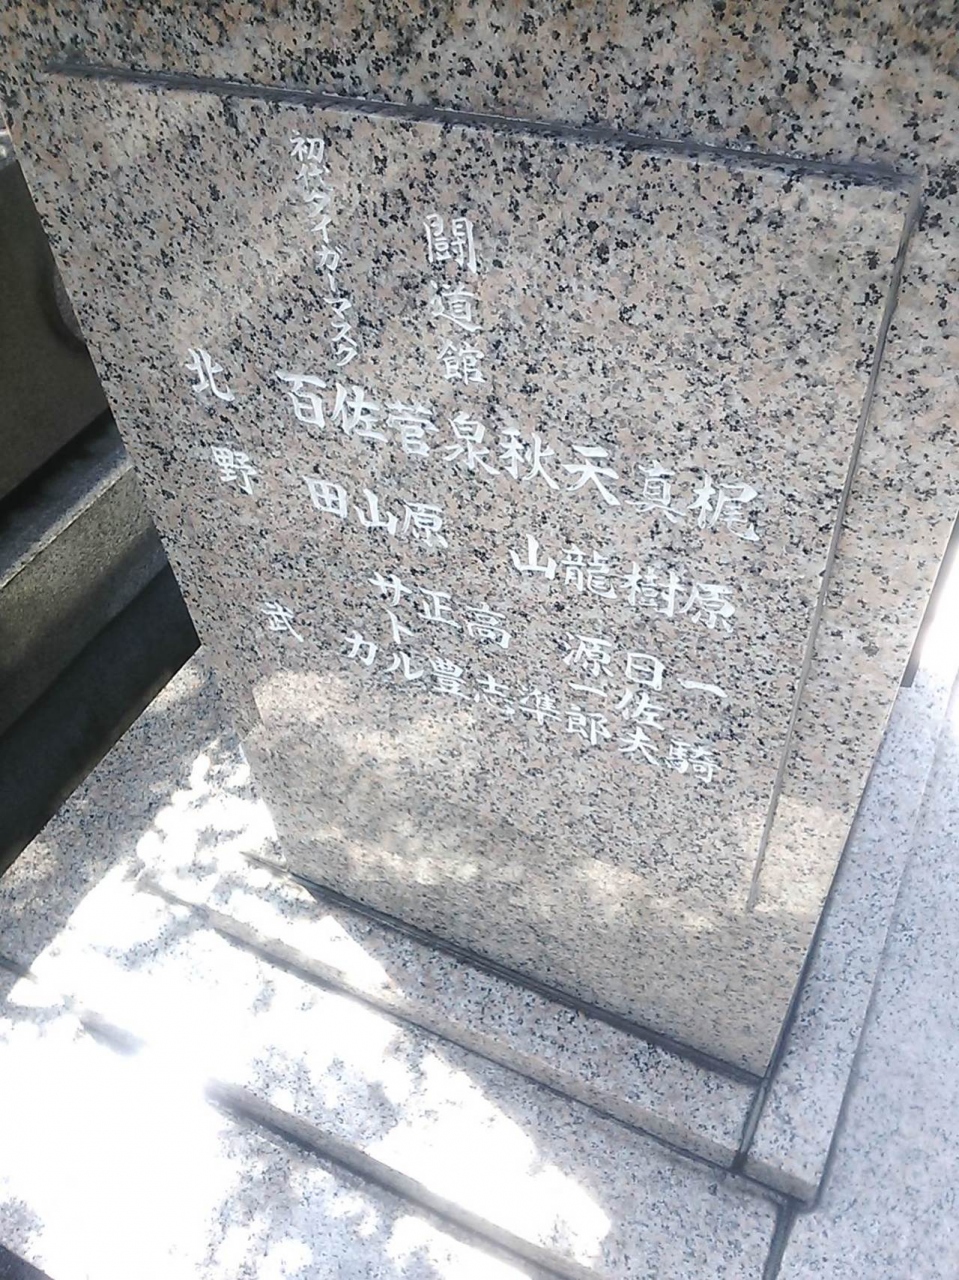 梶原一騎
真樹日佐夫
天龍源一郎
秋山準
闘道館 泉高志
菅原正豊
初代タイガーマスク 佐山サトル
百田力
北野武